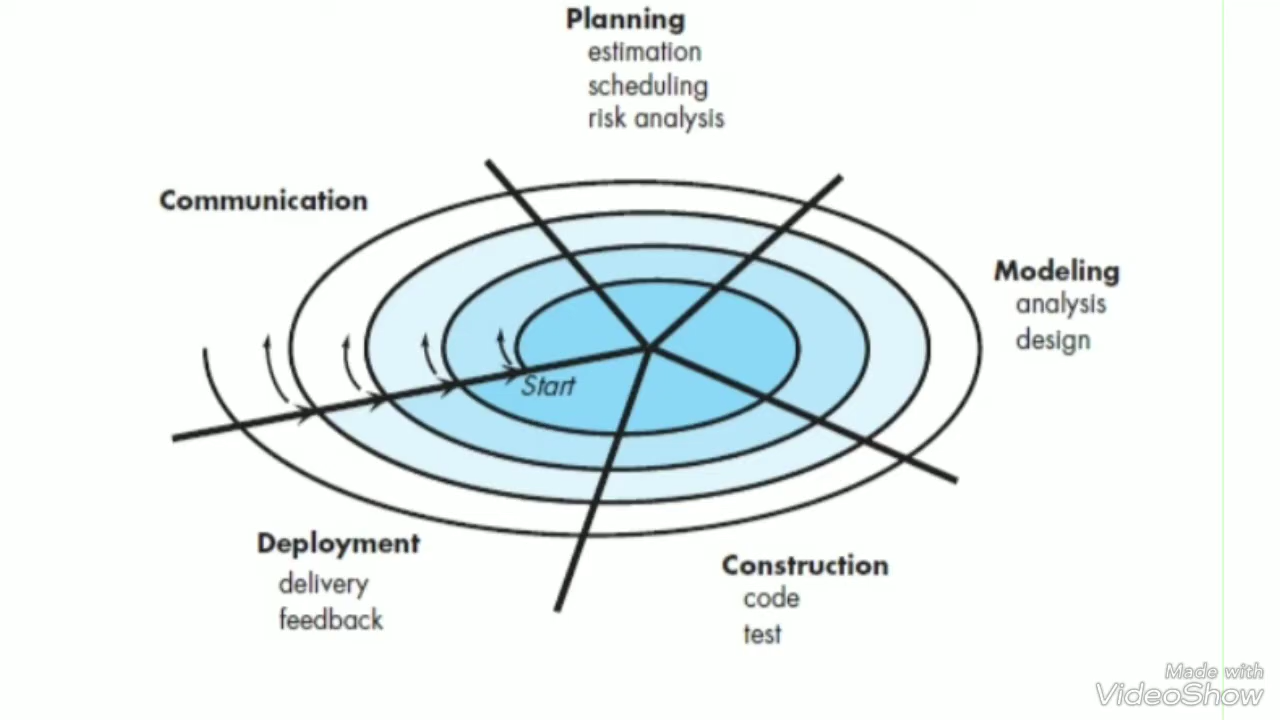 Planning
estimation
scheduling
risk analysis
Communication
Modeling
analysis
design
Start
Deployment
delivery
feedback
Construction
code
test
Made with
VideoShow